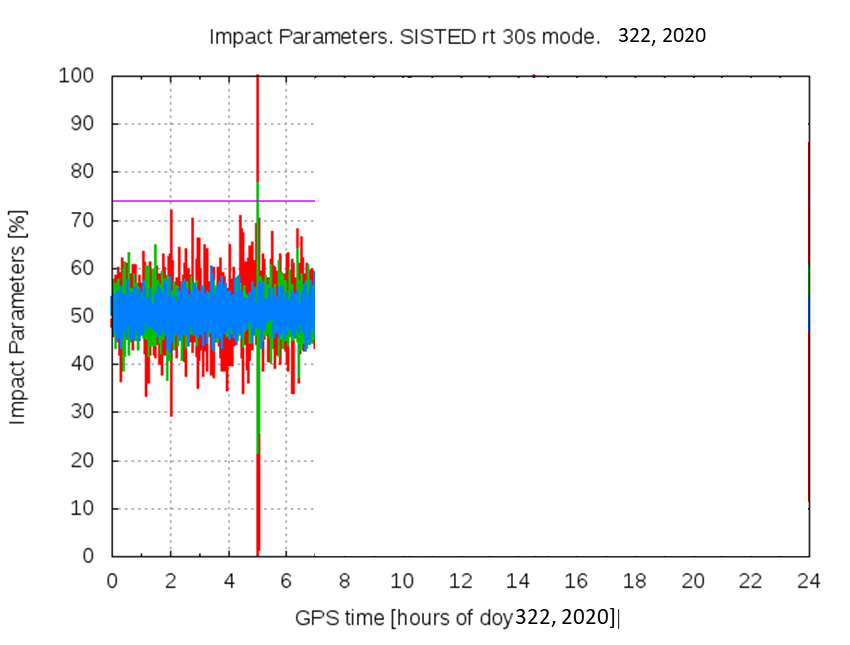 Impact Parameters. SISTED rt 30s mode. 322, 2020
100
90
80
70
60
50
40
30
20
10
0
Impact Parameters [%]
0 2 4 6 8 10 12 14 16 18 20 22 24
GPS time [hours of doy322, 2020]|